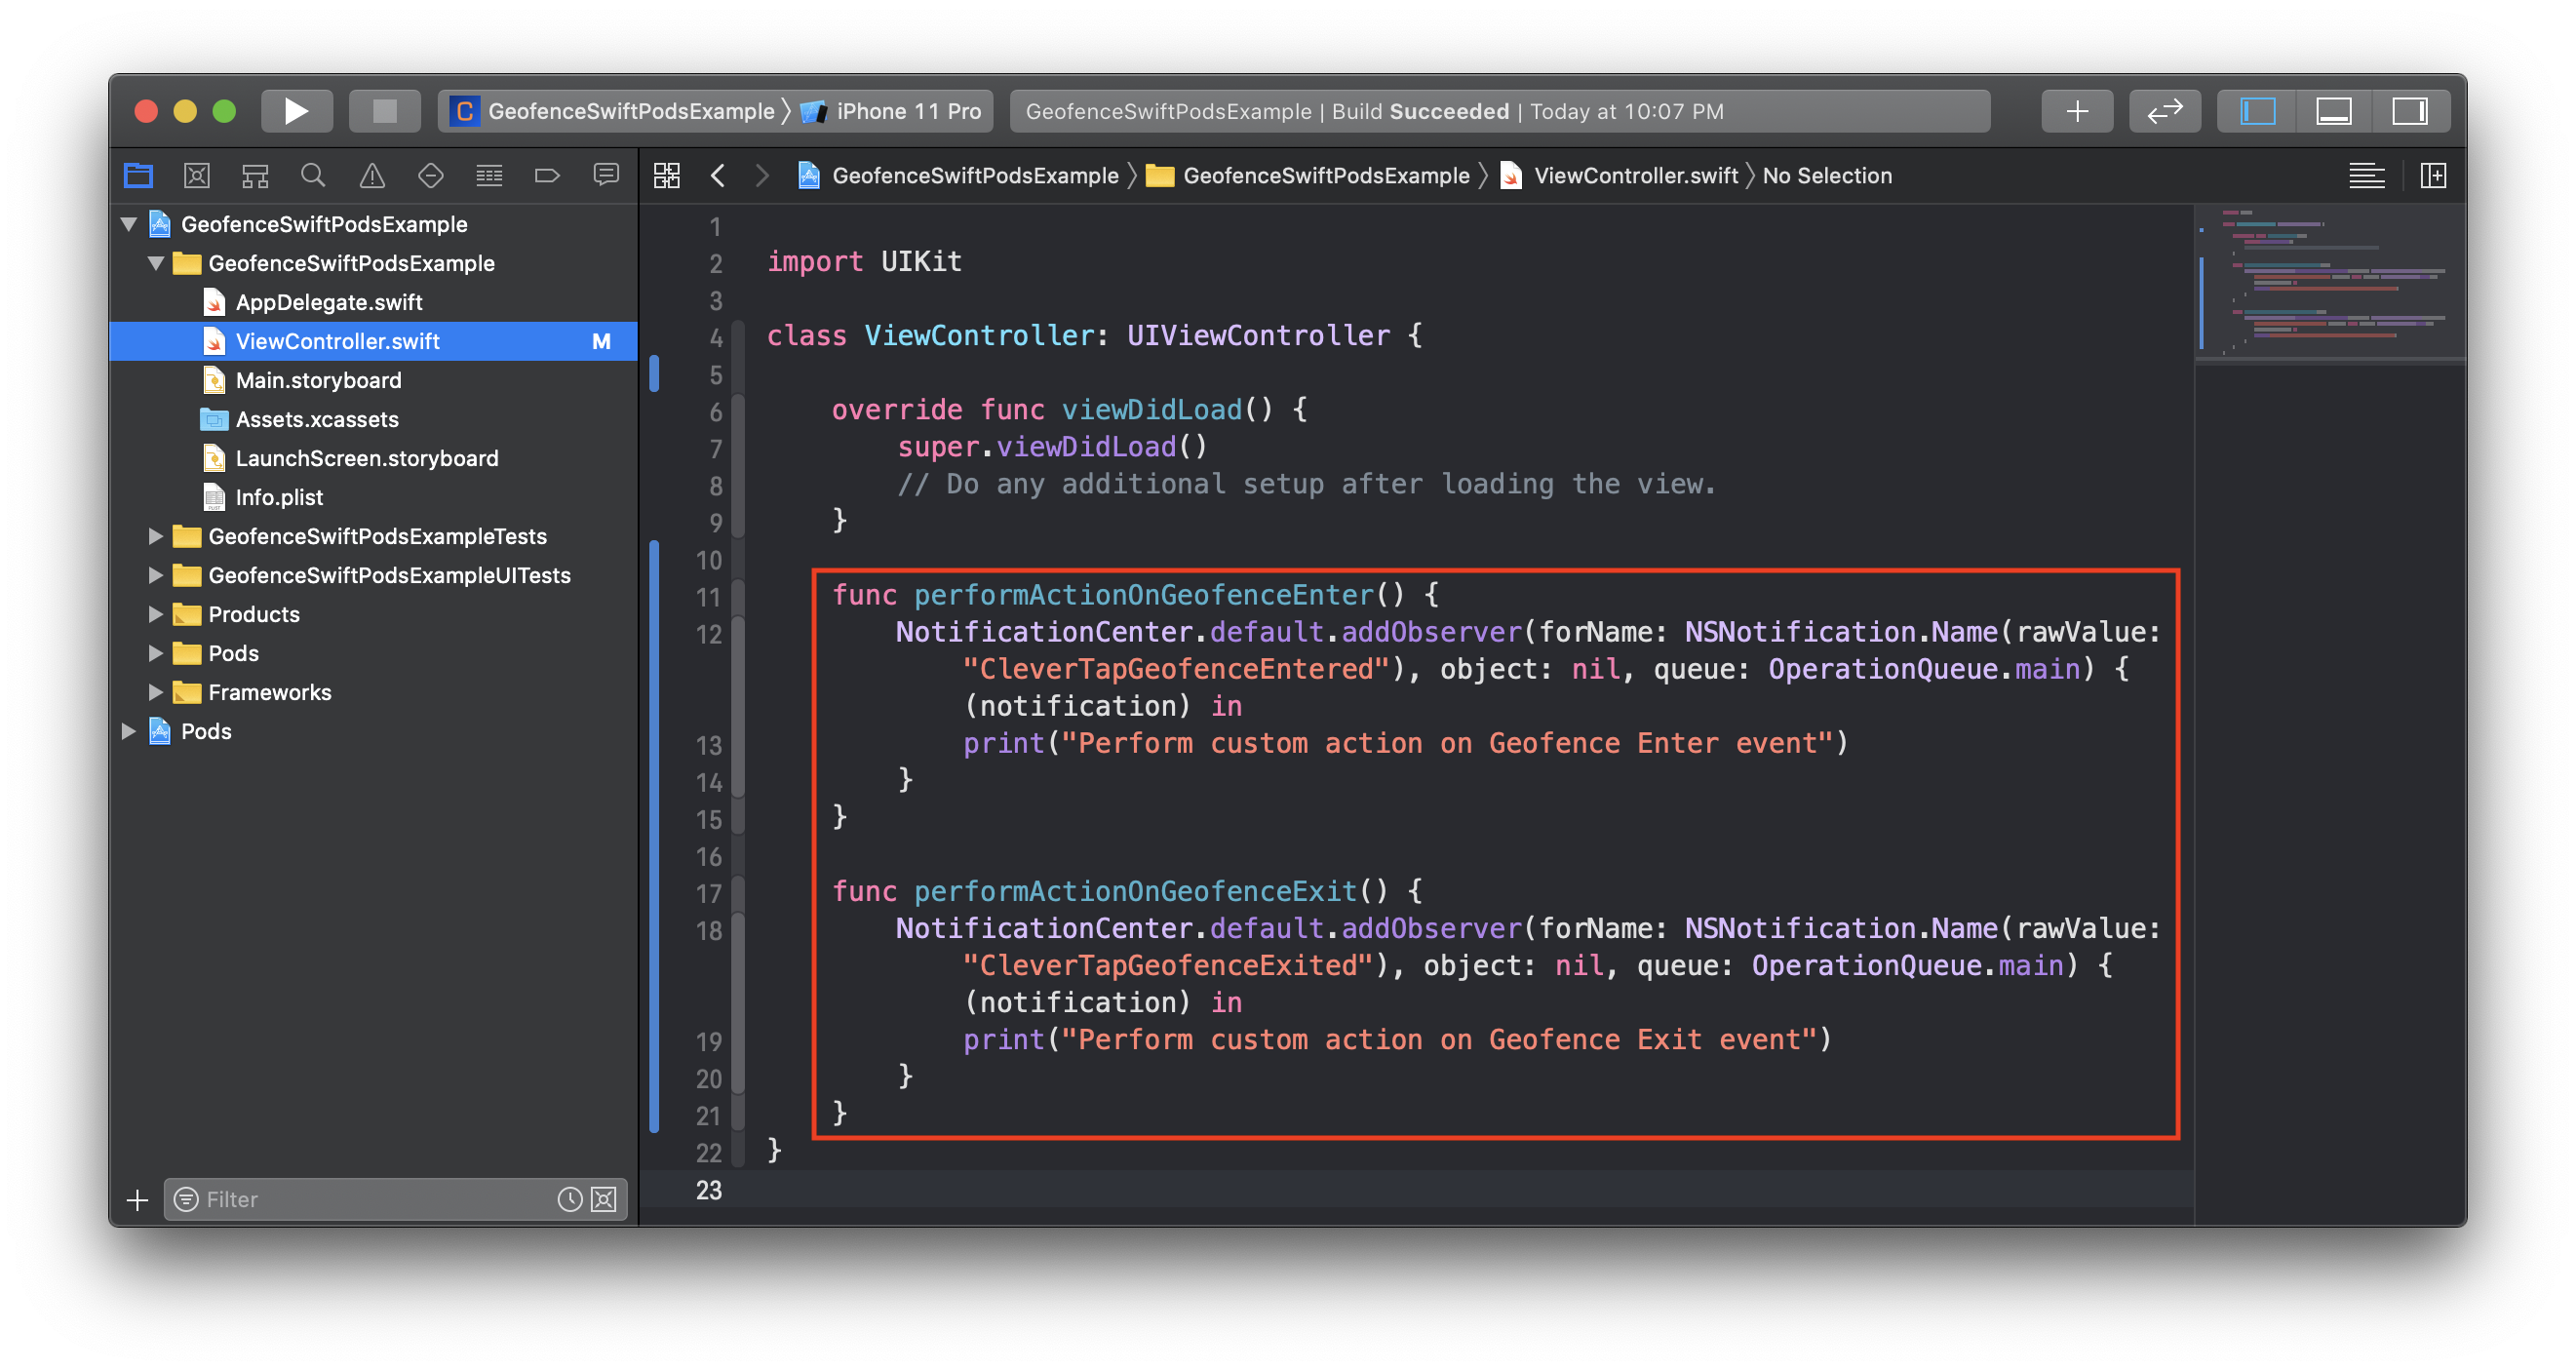 GeofenceSwiftPodsExample 〉 iPhone 11 Pro
GeofenceSwiftPodsExample | Build Succeeded | Today at 10:07 PM
GeofenceSwiftPodsExample 〉 GeofenceSwiftPodsExample 〉 ViewController.swift 〉 No Selection
GeofenceSwiftPodsExample
GeofenceSwiftPodsExample
AppDelegate.swift
ViewController.swift M
Main.storyboard
Assets.xcassets
LaunchScreen.storyboard
Info.plist
GeofenceSwiftPodsExampleTests
GeofenceSwiftPodsExampleUITests
Products
Pods
Frameworks
Pods
Filter
1
2 import UIKit
3
4 class ViewController: UIViewController {
5
6 override func viewDidLoad() {
7 super.viewDidLoad()
8 // Do any additional setup after loading the view.
9 }
10
11 func performActionOnGeofenceEnter() {
12 NotificationCenter.default.addObserver(forName: NSNotification.Name(rawValue:
"CleverTapGeofenceEntered"), object: nil, queue: OperationQueue.main) {
(notification) in
13 print("Perform custom action on Geofence Enter event")
14 }
15 }
16
17 func performActionOnGeofenceExit() {
18 NotificationCenter.default.addObserver(forName: NSNotification.Name(rawValue:
"CleverTapGeofenceExited"), object: nil, queue: OperationQueue.main) {
(notification) in
19 print("Perform custom action on Geofence Exit event")
20 }
21 }
22 }
23